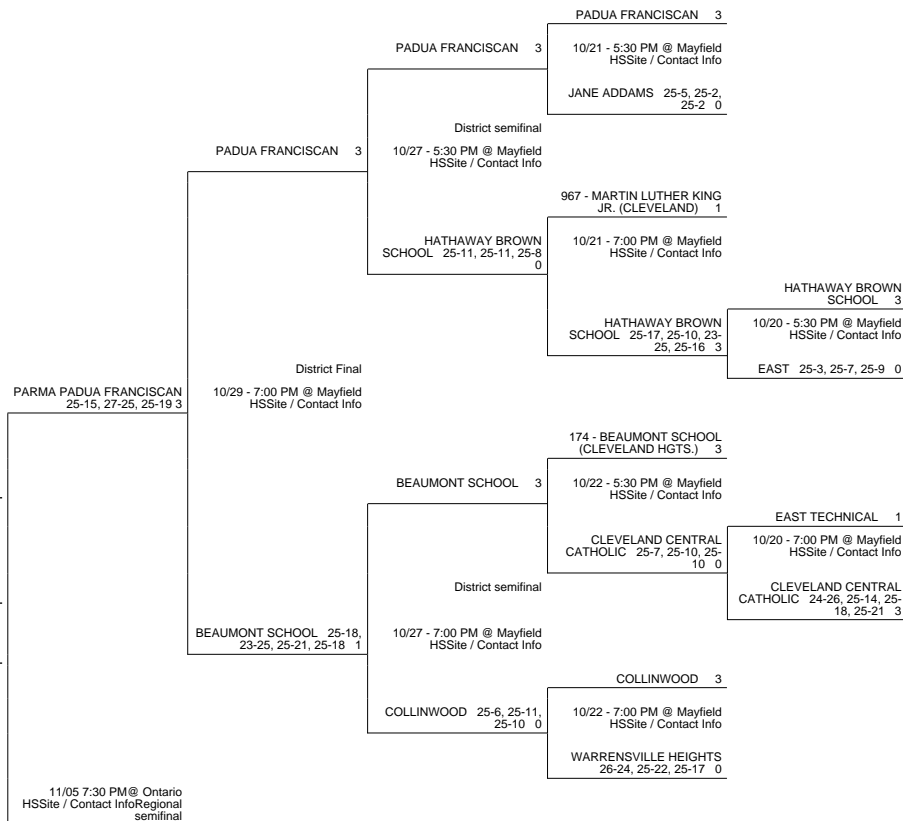 PADUA FRANCISCAN 3
10/21 - 5:30 PM @ Mayfield
HSSite / Contact Info
JANE ADDAMS 25-5, 25-2,
25-2 0
PADUA FRANCISCAN 3
District semifinal
10/27 - 5:30 PM @ Mayfield
HSSite / Contact Info
PADUA FRANCISCAN 3
967 - MARTIN LUTHER KING
JR. (CLEVELAND) 1
10/21 - 7:00 PM @ Mayfield
HSSite / Contact Info
HATHAWAY BROWN
SCHOOL 25-11, 25-11, 25-8
0
HATHAWAY BROWN
SCHOOL 3
10/20 - 5:30 PM @ Mayfield
HSSite / Contact Info
EAST 25-3, 25-7, 25-9 0
HATHAWAY BROWN
SCHOOL 25-17, 25-10, 23-
25, 25-16 3
District Final
10/29 - 7:00 PM @ Mayfield
HSSite / Contact Info
PARMA PADUA FRANCISCAN
25-15, 27-25, 25-19 3
174 - BEAUMONT SCHOOL
(CLEVELAND HGTS.) 3
10/22 - 5:30 PM @ Mayfield
HSSite / Contact Info
BEAUMONT SCHOOL 3
EAST TECHNICAL 1
10/20 - 7:00 PM @ Mayfield
HSSite / Contact Info
CLEVELAND CENTRAL
CATHOLIC 25-7, 25-10, 25-
10 0
CLEVELAND CENTRAL
CATHOLIC 24-26, 25-14, 25-
18, 25-21 3
District semifinal
10/27 - 7:00 PM @ Mayfield
HSSite / Contact Info
BEAUMONT SCHOOL 25-18,
23-25, 25-21, 25-18 1
COLLINWOOD 3
10/22 - 7:00 PM @ Mayfield
HSSite / Contact Info
COLLINWOOD 25-6, 25-11,
25-10 0
WARRENSVILLE HEIGHTS
26-24, 25-22, 25-17 0
11/05 7:30 PM@ Ontario
HSSite / Contact InfoRegional
semifinal